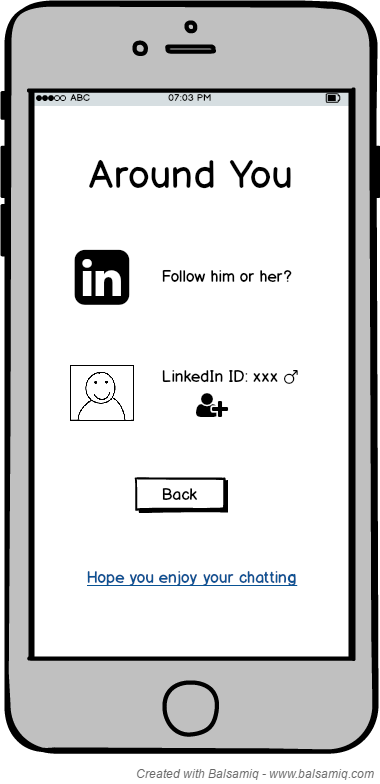 ABC 07:03 PM
Around You
in
Follow him or her?
LinkedIn ID: xxx ♂
Back
Hope you enjoy your chatting
Created with Balsamiq - www.balsamiq.com